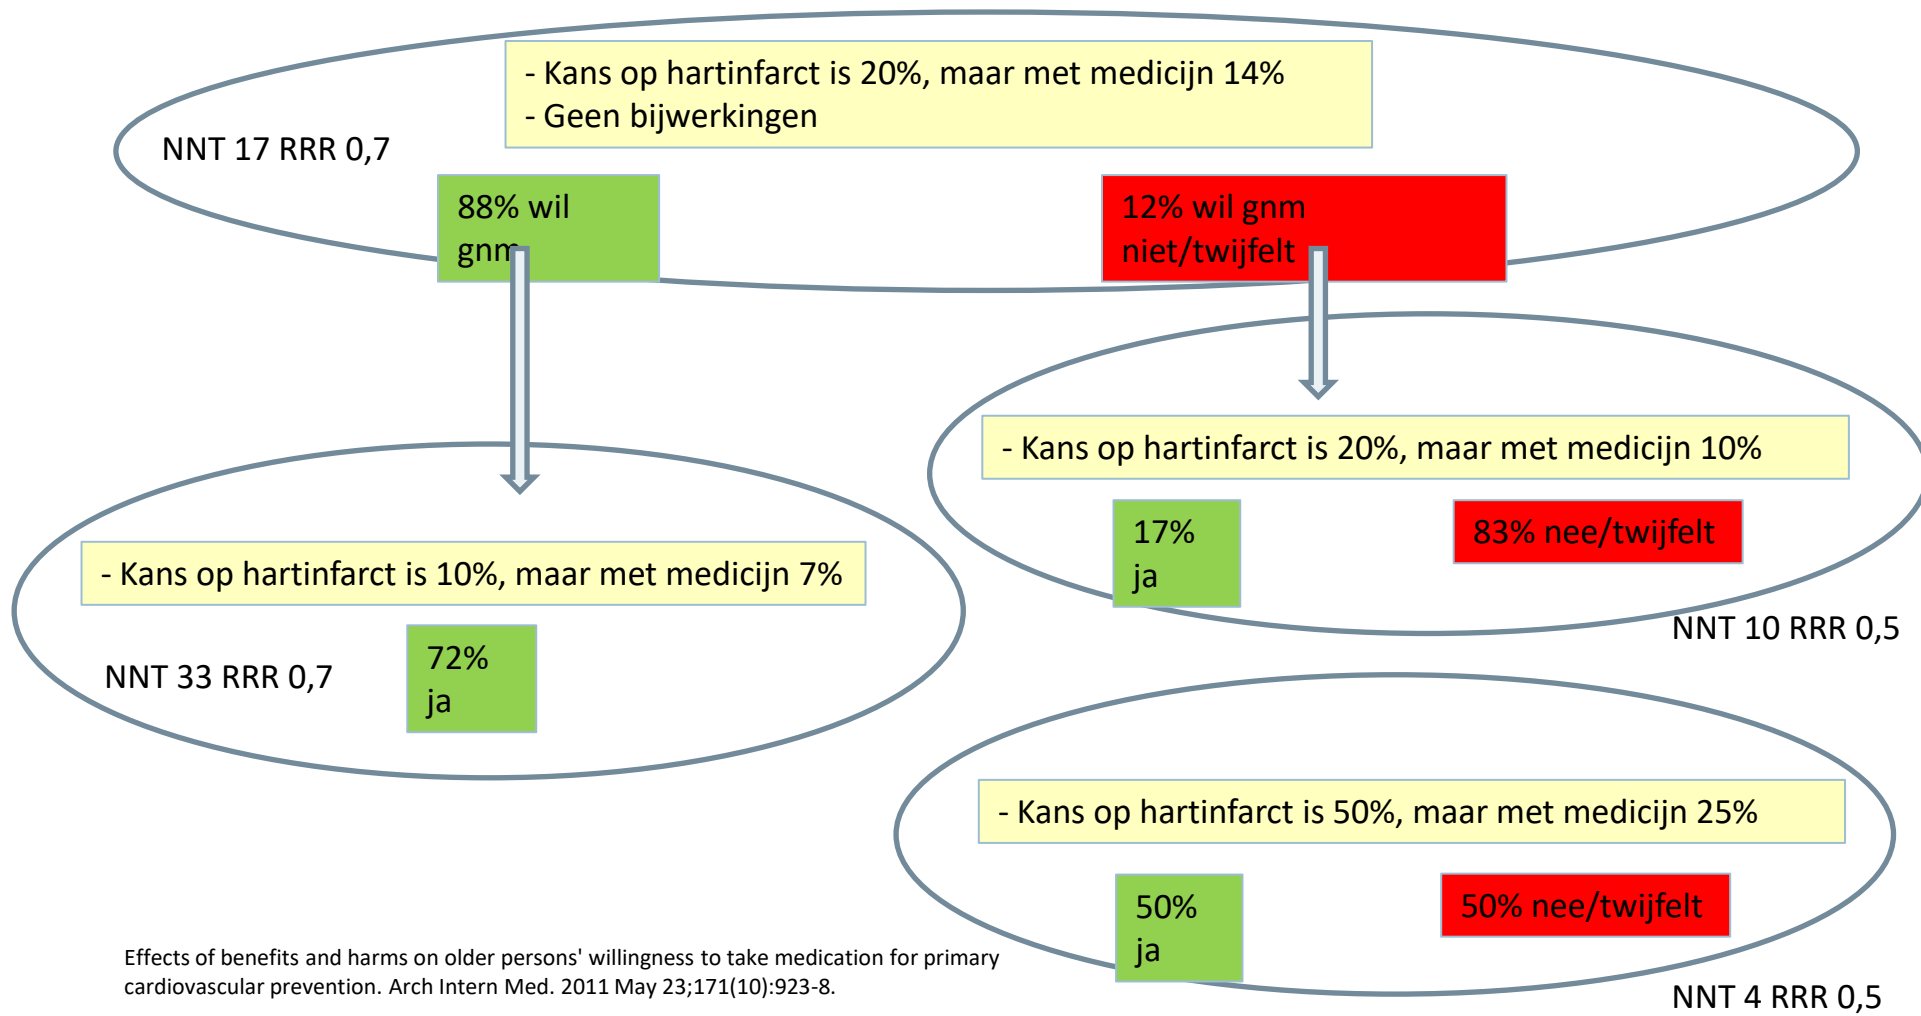 - Kans op hartinfarct is 20%, maar met medicijn 14%
- Geen bijwerkingen
NNT 17 RRR 0,7
88% wil
gnm
12% wil gnm
niet/twijfelt
- Kans op hartinfarct is 20%, maar met medicijn 10%
17%
ja
83% nee/twijfelt
NNT 10 RRR 0,5
- Kans op hartinfarct is 10%, maar met medicijn 7%
72%
ja
NNT 33 RRR 0,7
- Kans op hartinfarct is 50%, maar met medicijn 25%
50%
ja
50% nee/twijfelt
NNT 4 RRR 0,5
Effects of benefits and harms on older persons' willingness to take medication for primary
cardiovascular prevention. Arch Intern Med. 2011 May 23;171(10):923-8.